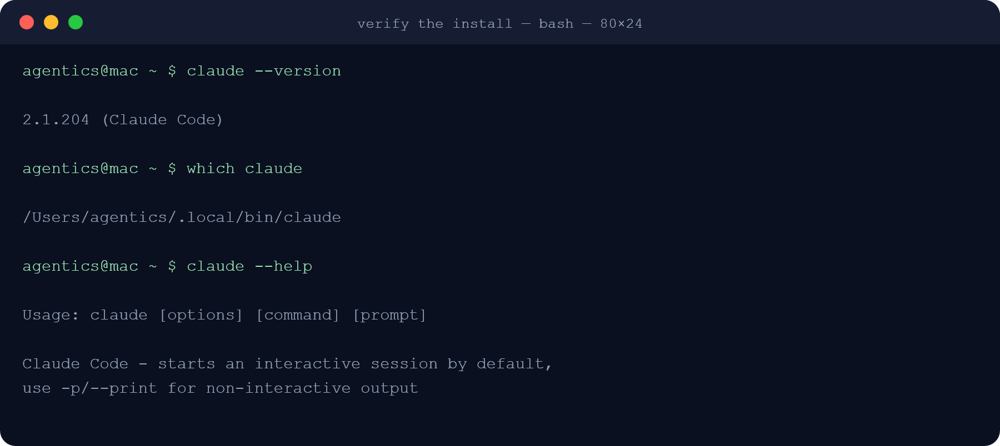 verify the install — bash — 80×24
agentics@mac ~ $ claude --version
2.1.204 (Claude Code)
agentics@mac ~ $ which claude
/Users/agentics/.local/bin/claude
agentics@mac ~ $ claude --help
Usage: claude [options] [command] [prompt]
Claude Code - starts an interactive session by default,
use -p/--print for non-interactive output